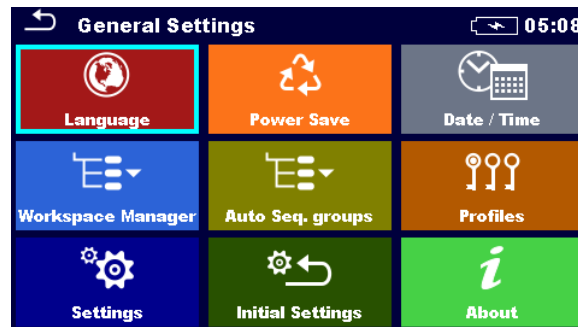 General Settings
05:08
Language
Power Save
Date / Time
Workspace Manager
Auto Seq. groups
Profiles
Settings
Initial Settings
About